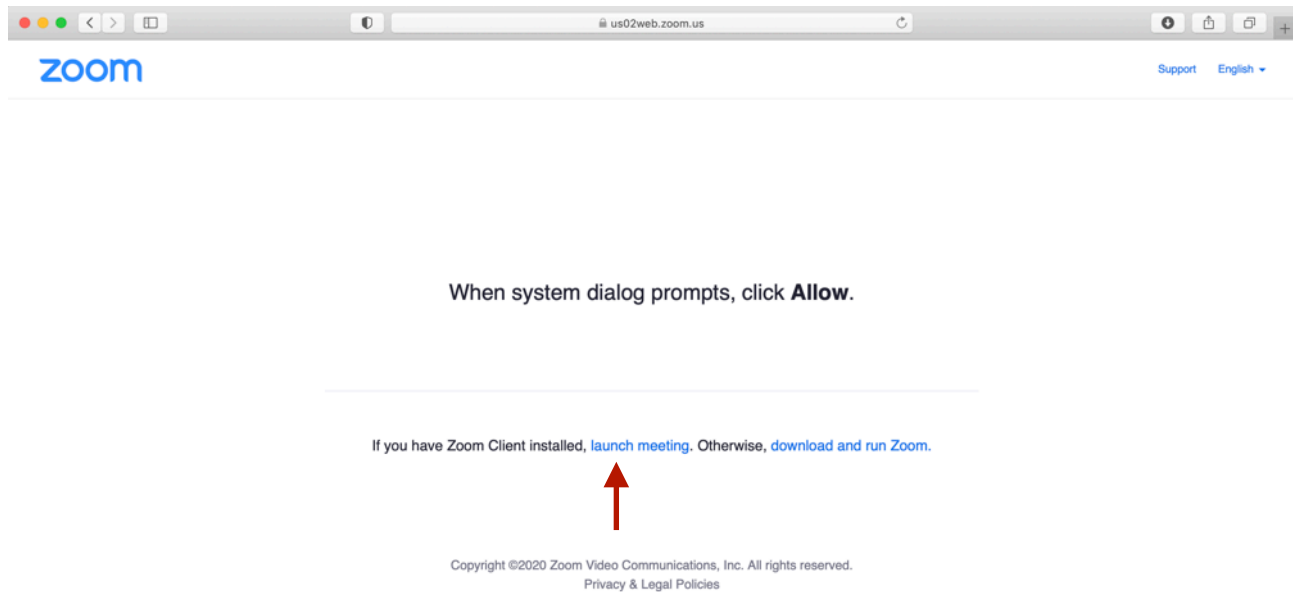 us02web.zoom.us
zoom
Support English
When system dialog prompts, click Allow.
If you have Zoom Client installed, launch meeting. Otherwise, download and run Zoom.
Copyright ©2020 Zoom Video Communications, Inc. All rights reserved.
Privacy & Legal Policies